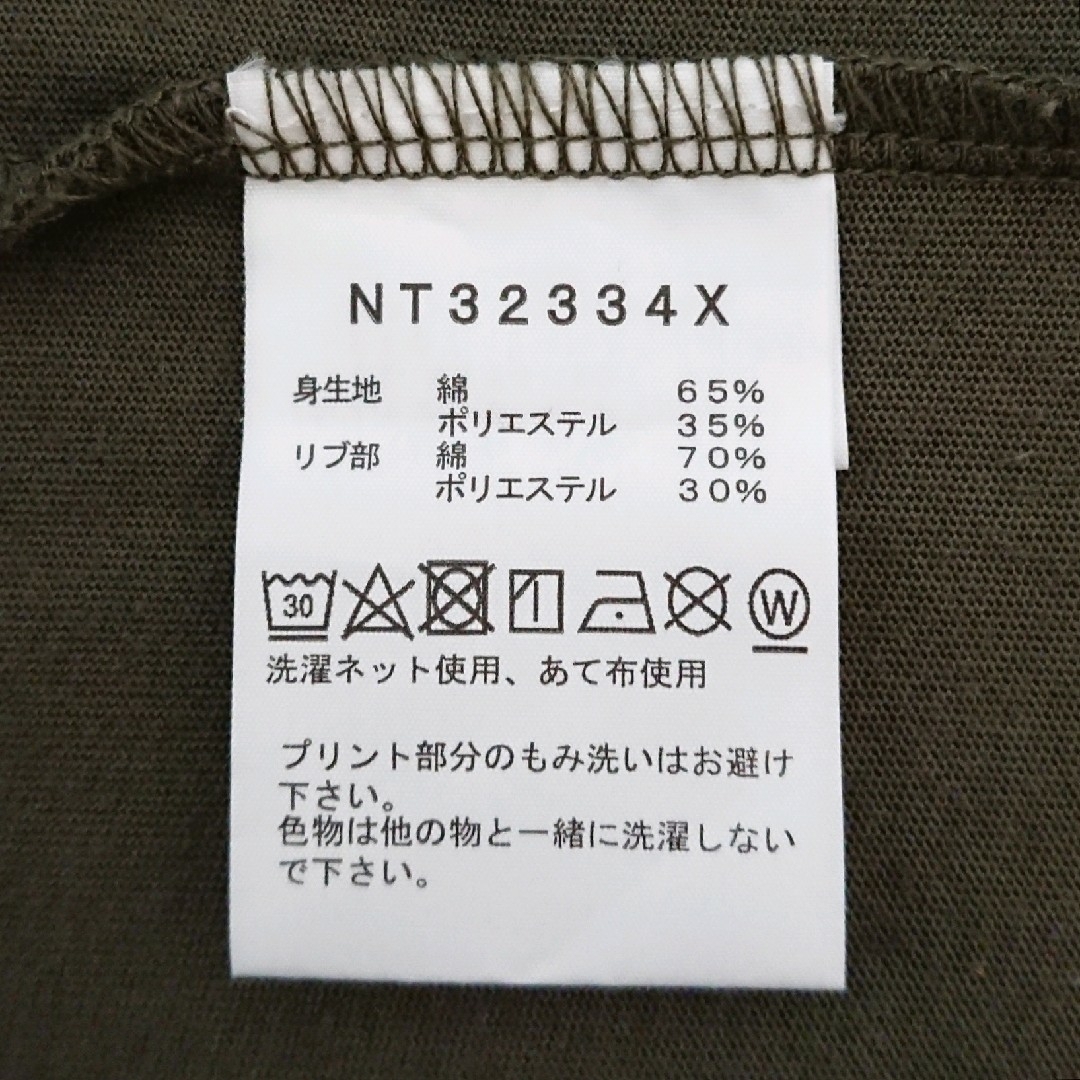 NT32334X
身生地 綿 65%
ポリエステル 35%
リブ部 綿 70%
ポリエステル 30%
30 W
洗濯ネット使用、あて布使用
プリント部分のもみ洗いはお避け
下さい。
色物は他の物と一緒に洗濯しない
で下さい。